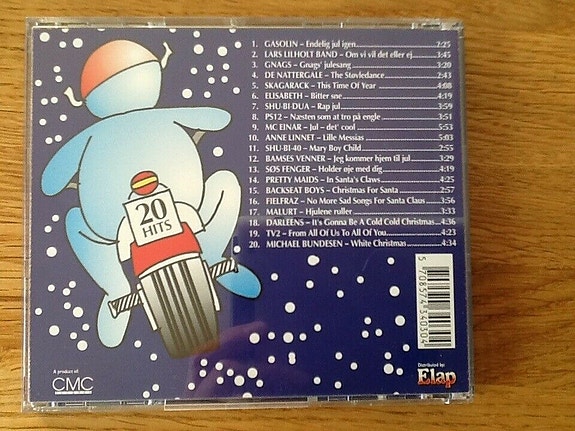 1. GASOLIN – Endelig jul igen 2:25
2. LARS LILHOLT BAND – Om vi vil det eller ej 3:45
3. GNAGS – Gnags' julesang 3:20
4. DE NATTERGALE – The Støvledance 2:43
5. SKAGARACK – This Time Of Year 4:08
6. ELISABETH – Bitter søe 4:19
7. SHU-BI-DUA – Rap jul 3:59
8. PS12 – Næsten som at tro på engle 3:51
9. MC EINAR – Jul – det' cool 5:53
10. ANNE LINNET – Lille Messias 5:03
11. SHU-BI-40 – Mary Boy Child 2:55
12. BAMSES VENNER – Jeg kommer hjem til jul 3:29
13. SØS FENGER – Holder øje med dig 4:19
14. PRETTY MAIDS – In Santa's Claws 4:25
15. BACKSEAT BOYS – Christmas For Santa 2:57
16. FIELFRAZ – No More Sad Songs For Santa Claus 3:56
17. MALURT – Hjulene ruller 3:33
18. DARLEENS – It's Gonna Be A Cold Cold Christmas 4:36
19. TV2 – From All Of Us To All Of You 4:23
20. MICHAEL BUNDESEN – White Christmas 4:34
20
HITS
5 708574 340304
A product of:
CMC
Distributed by:
Elap